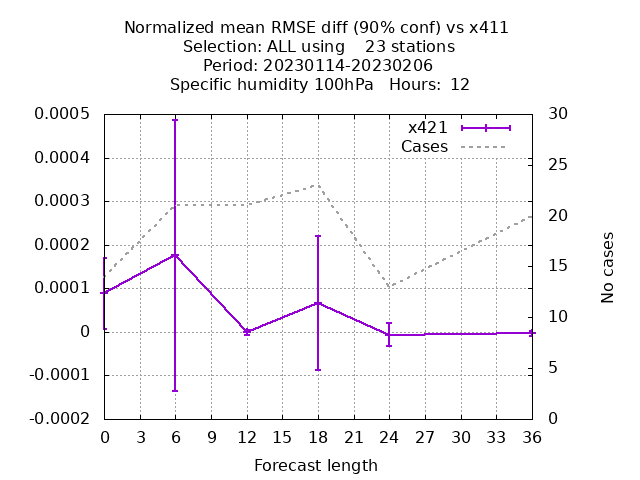 Normalized mean RMSE diff (90% conf) vs x411
Selection: ALL using    23 stations
Period: 20230114-20230206
Specific humidity 100hPa   Hours:  12
x421
Cases
0.0005
0.0004
0.0003
0.0002
0.0001
0
-0.0001
-0.0002
30
25
20
15
10
5
0
No cases
0 3 6 9 12 15 18 21 24 27 30 33 36
Forecast length